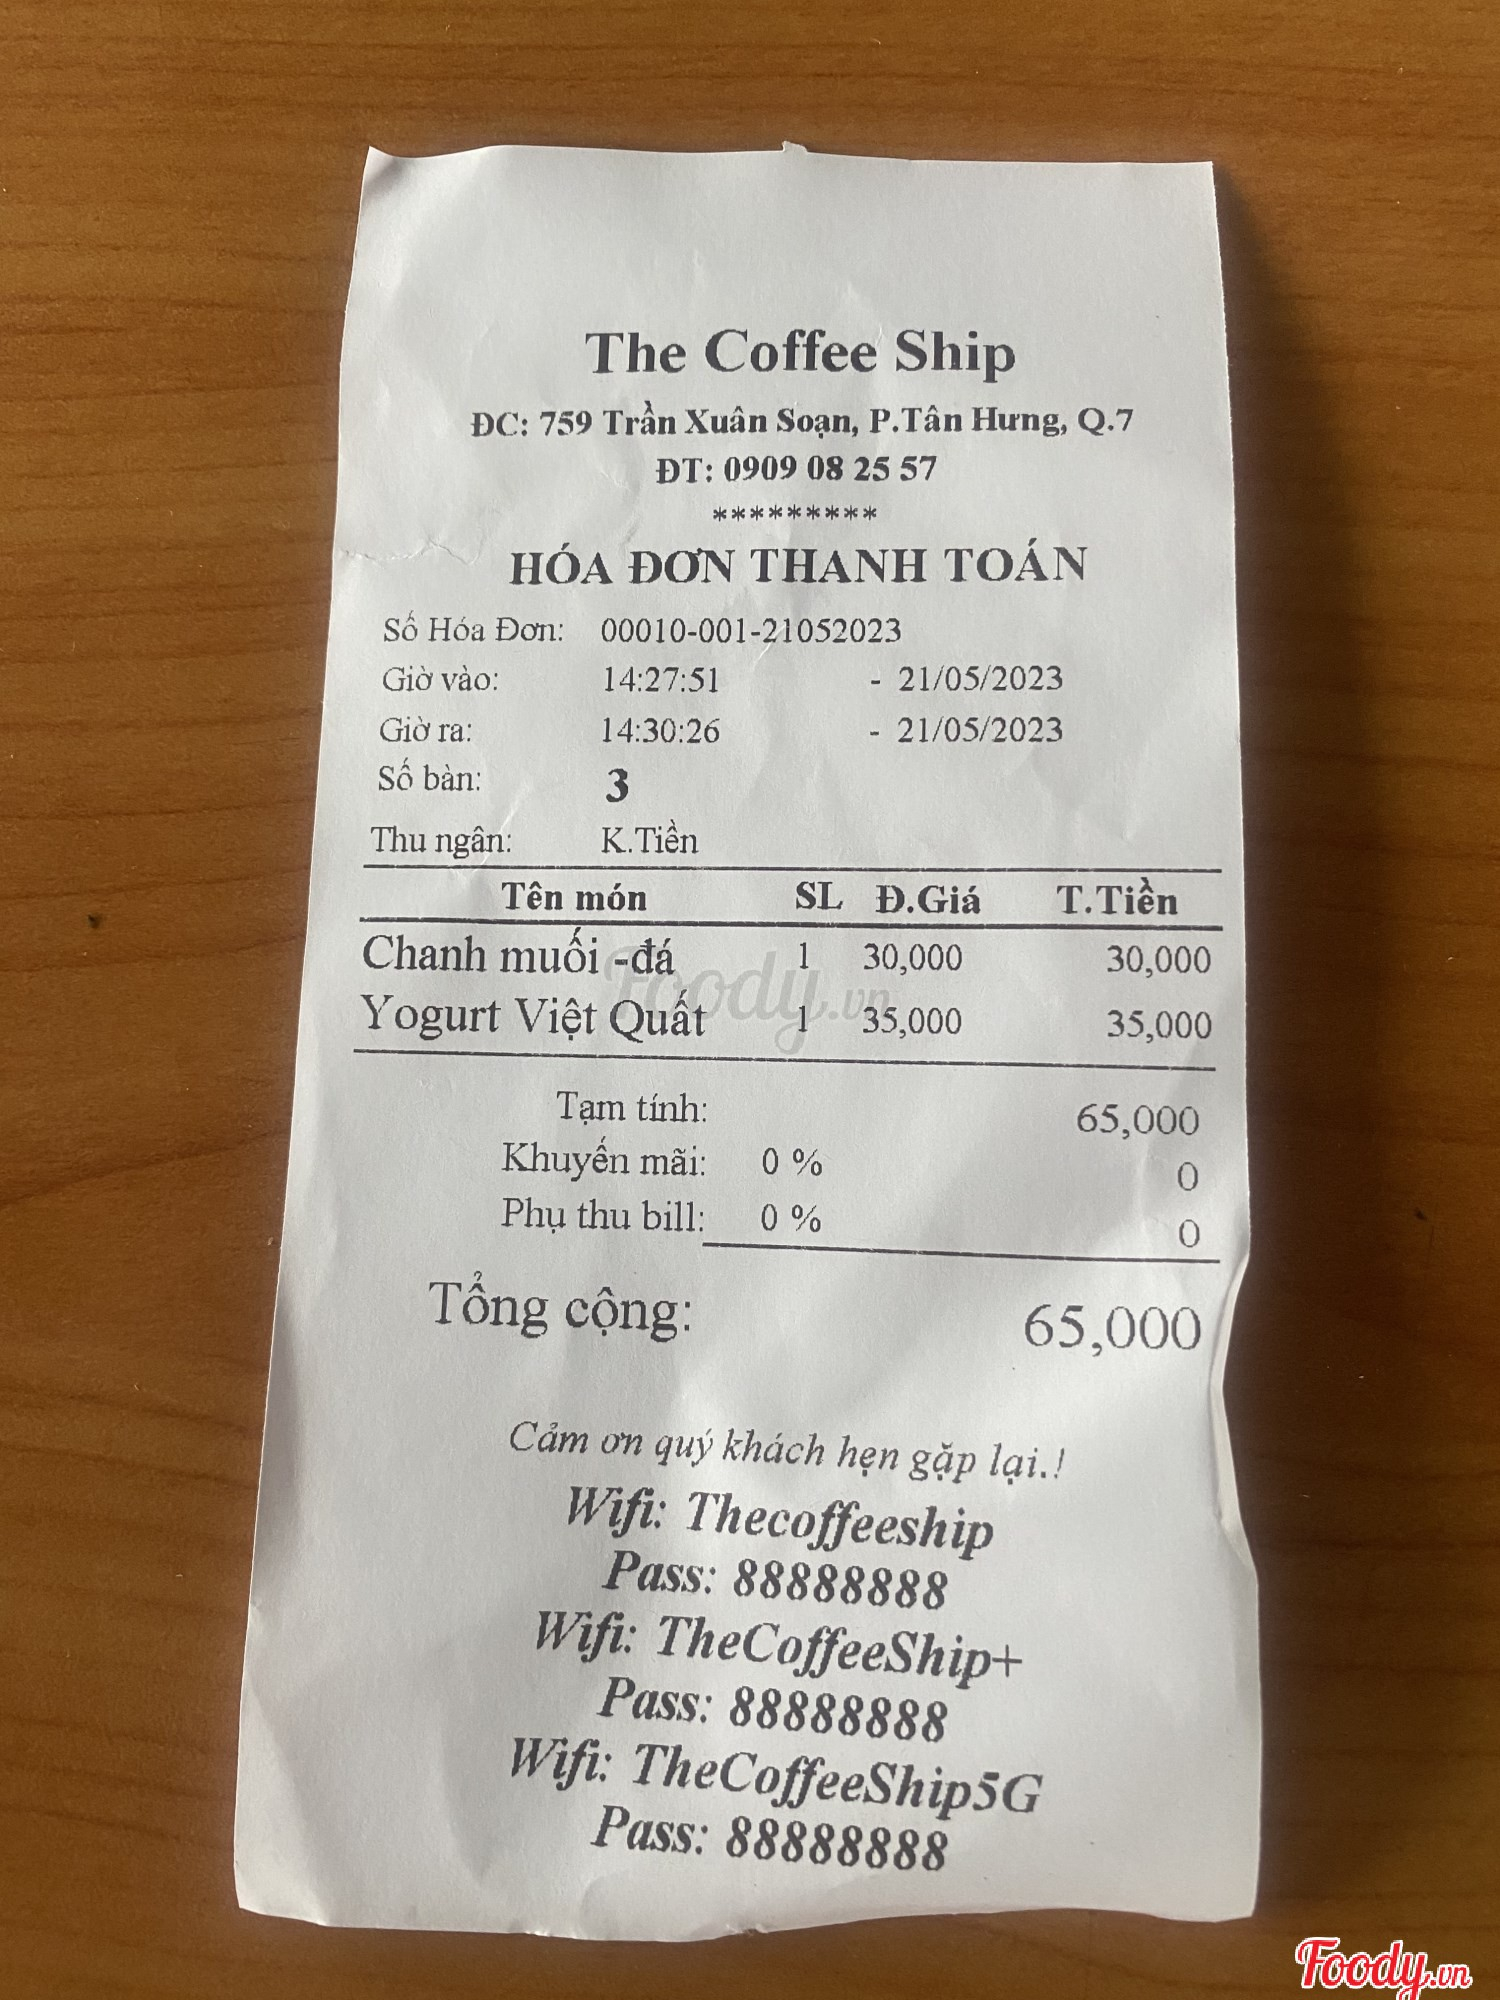 The Coffee Ship
ĐC: 759 Trần Xuân Soạn, P.Tân Hưng, Q.7
ĐT: 0909 08 25 57
*********
HÓA ĐƠN THANH TOÁN
Số Hóa Đơn: 00010-001-21052023
Giờ vào: 14:27:51 - 21/05/2023
Giờ ra: 14:30:26 - 21/05/2023
Số bàn: 3
Thu ngân: K.Tiền
Tên món SL Đ.Giá T.Tiền
Chanh muối -đá 1 30,000 30,000
Yogurt Việt Quất 1 35,000 35,000
Foody.vn
Tạm tính: 65,000
Khuyến mãi: 0 % 0
Phụ thu bill: 0 % 0
Tổng cộng: 65,000
Cảm ơn quý khách hẹn gặp lại.!
Wifi: Thecoffeeship
Pass: 88888888
Wifi: TheCoffeeShip+
Pass: 88888888
Wifi: TheCoffeeShip5G
Pass: 88888888
Foody.vn